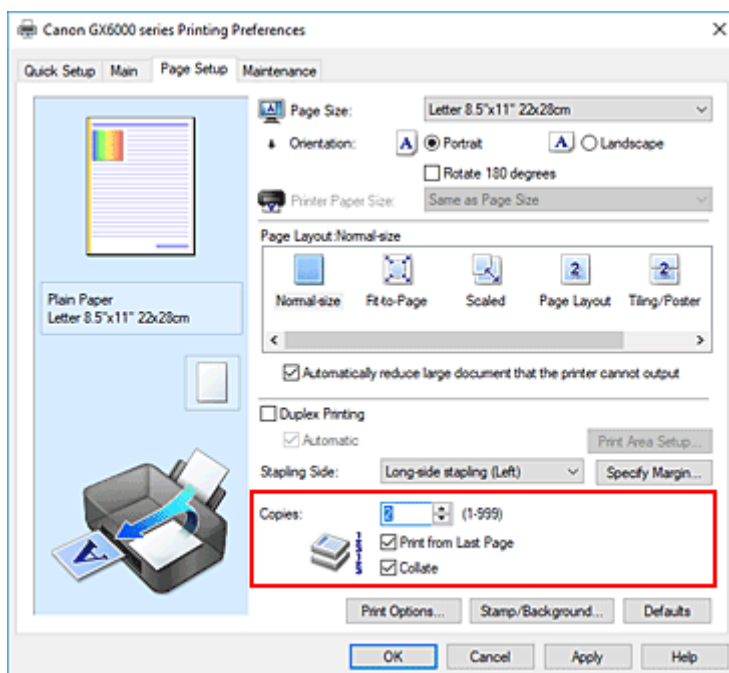 Canon GX6000 series Printing Preferences
Quick Setup Main Page Setup Maintenance
Page Size: Letter 8.5"x11" 22x28cm
Orientation: A Portrait A Landscape
Rotate 180 degrees
Printer Paper Size: Same as Page Size
Page Layout:Normal-size
2 2
Normal-size Fit-to-Page Scaled Page Layout Tiling/Poster
Plain Paper
Letter 8.5"x11" 22x28cm
Automatically reduce large document that the printer cannot output
Duplex Printing
Automatic Print Area Setup...
Stapling Side: Long-side stapling (Left) Specify Margin...
Copies: 2 (1-999)
Print from Last Page
Collate
A
Print Options... Stamp/Background... Defaults
OK Cancel Apply Help